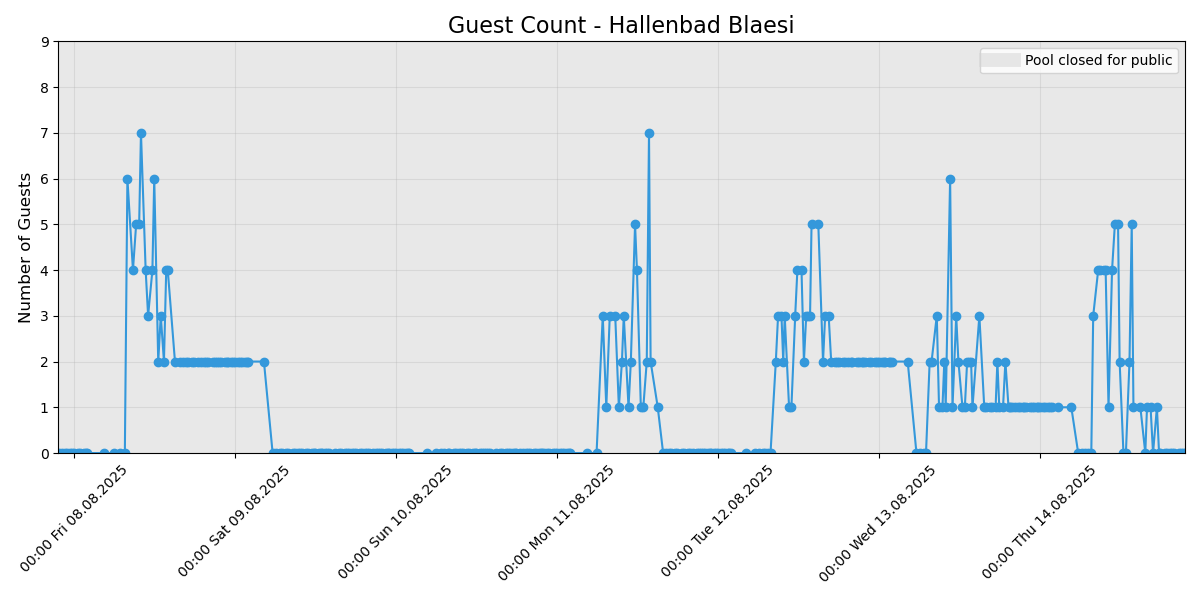 Guest Count - Hallenbad Blaesi
Pool closed for public
Number of Guests
9
8
7
6
5
4
3
2
1
0
00:00 Fri 08.08.2025
00:00 Sat 09.08.2025
00:00 Sun 10.08.2025
00:00 Mon 11.08.2025
00:00 Tue 12.08.2025
00:00 Wed 13.08.2025
00:00 Thu 14.08.2025